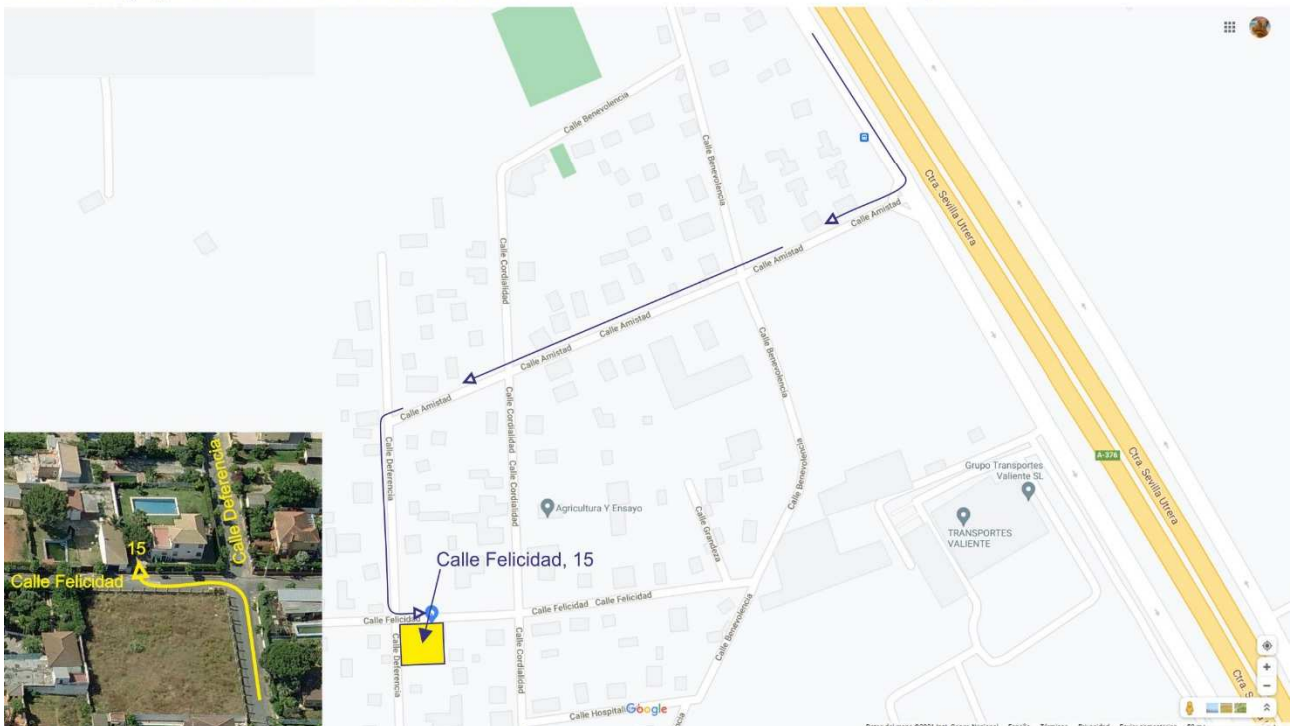 Calle Benevolencia
Calle Benevolencia
Ctra. Sevilla Utrera
Calle Amistad
Calle Amistad
Calle Cordialidad
Calle Amistad
Calle Amistad
Calle Benevolencia
Calle Amistad
Calle Deferencia
Calle Cordialidad
Calle Cordialidad
Calle Benevolencia
A-376
Ctra. Sevilla Utrera
Grupo Transportes
Valiente SL
Agricultura Y Ensayo
TRANSPORTES
VALIENTE
Calle Grandeza
Calle Felicidad, 15
Calle Felicidad
Calle Felicidad
Calle Felicidad
Calle Deferencia
Calle Cordialidad
Calle Benevolencia
Calle Deferencia
15
Calle Felicidad
Google